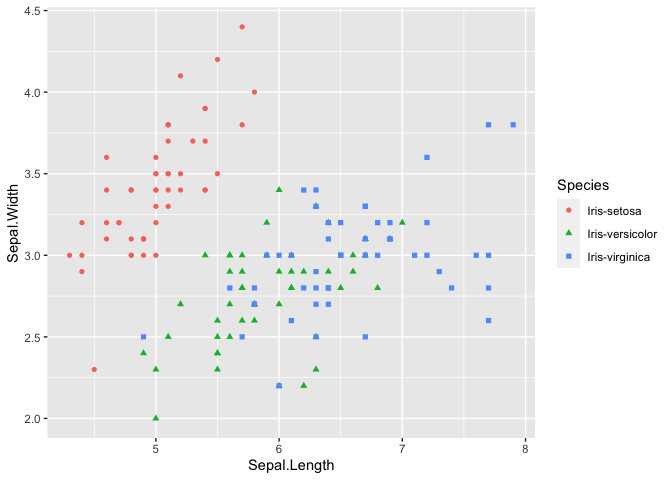 4.5
4.0
3.5
3.0
2.5
2.0
Sepal.Width
5 6 7 8
Sepal.Length
Species
Iris-setosa
Iris-versicolor
Iris-virginica